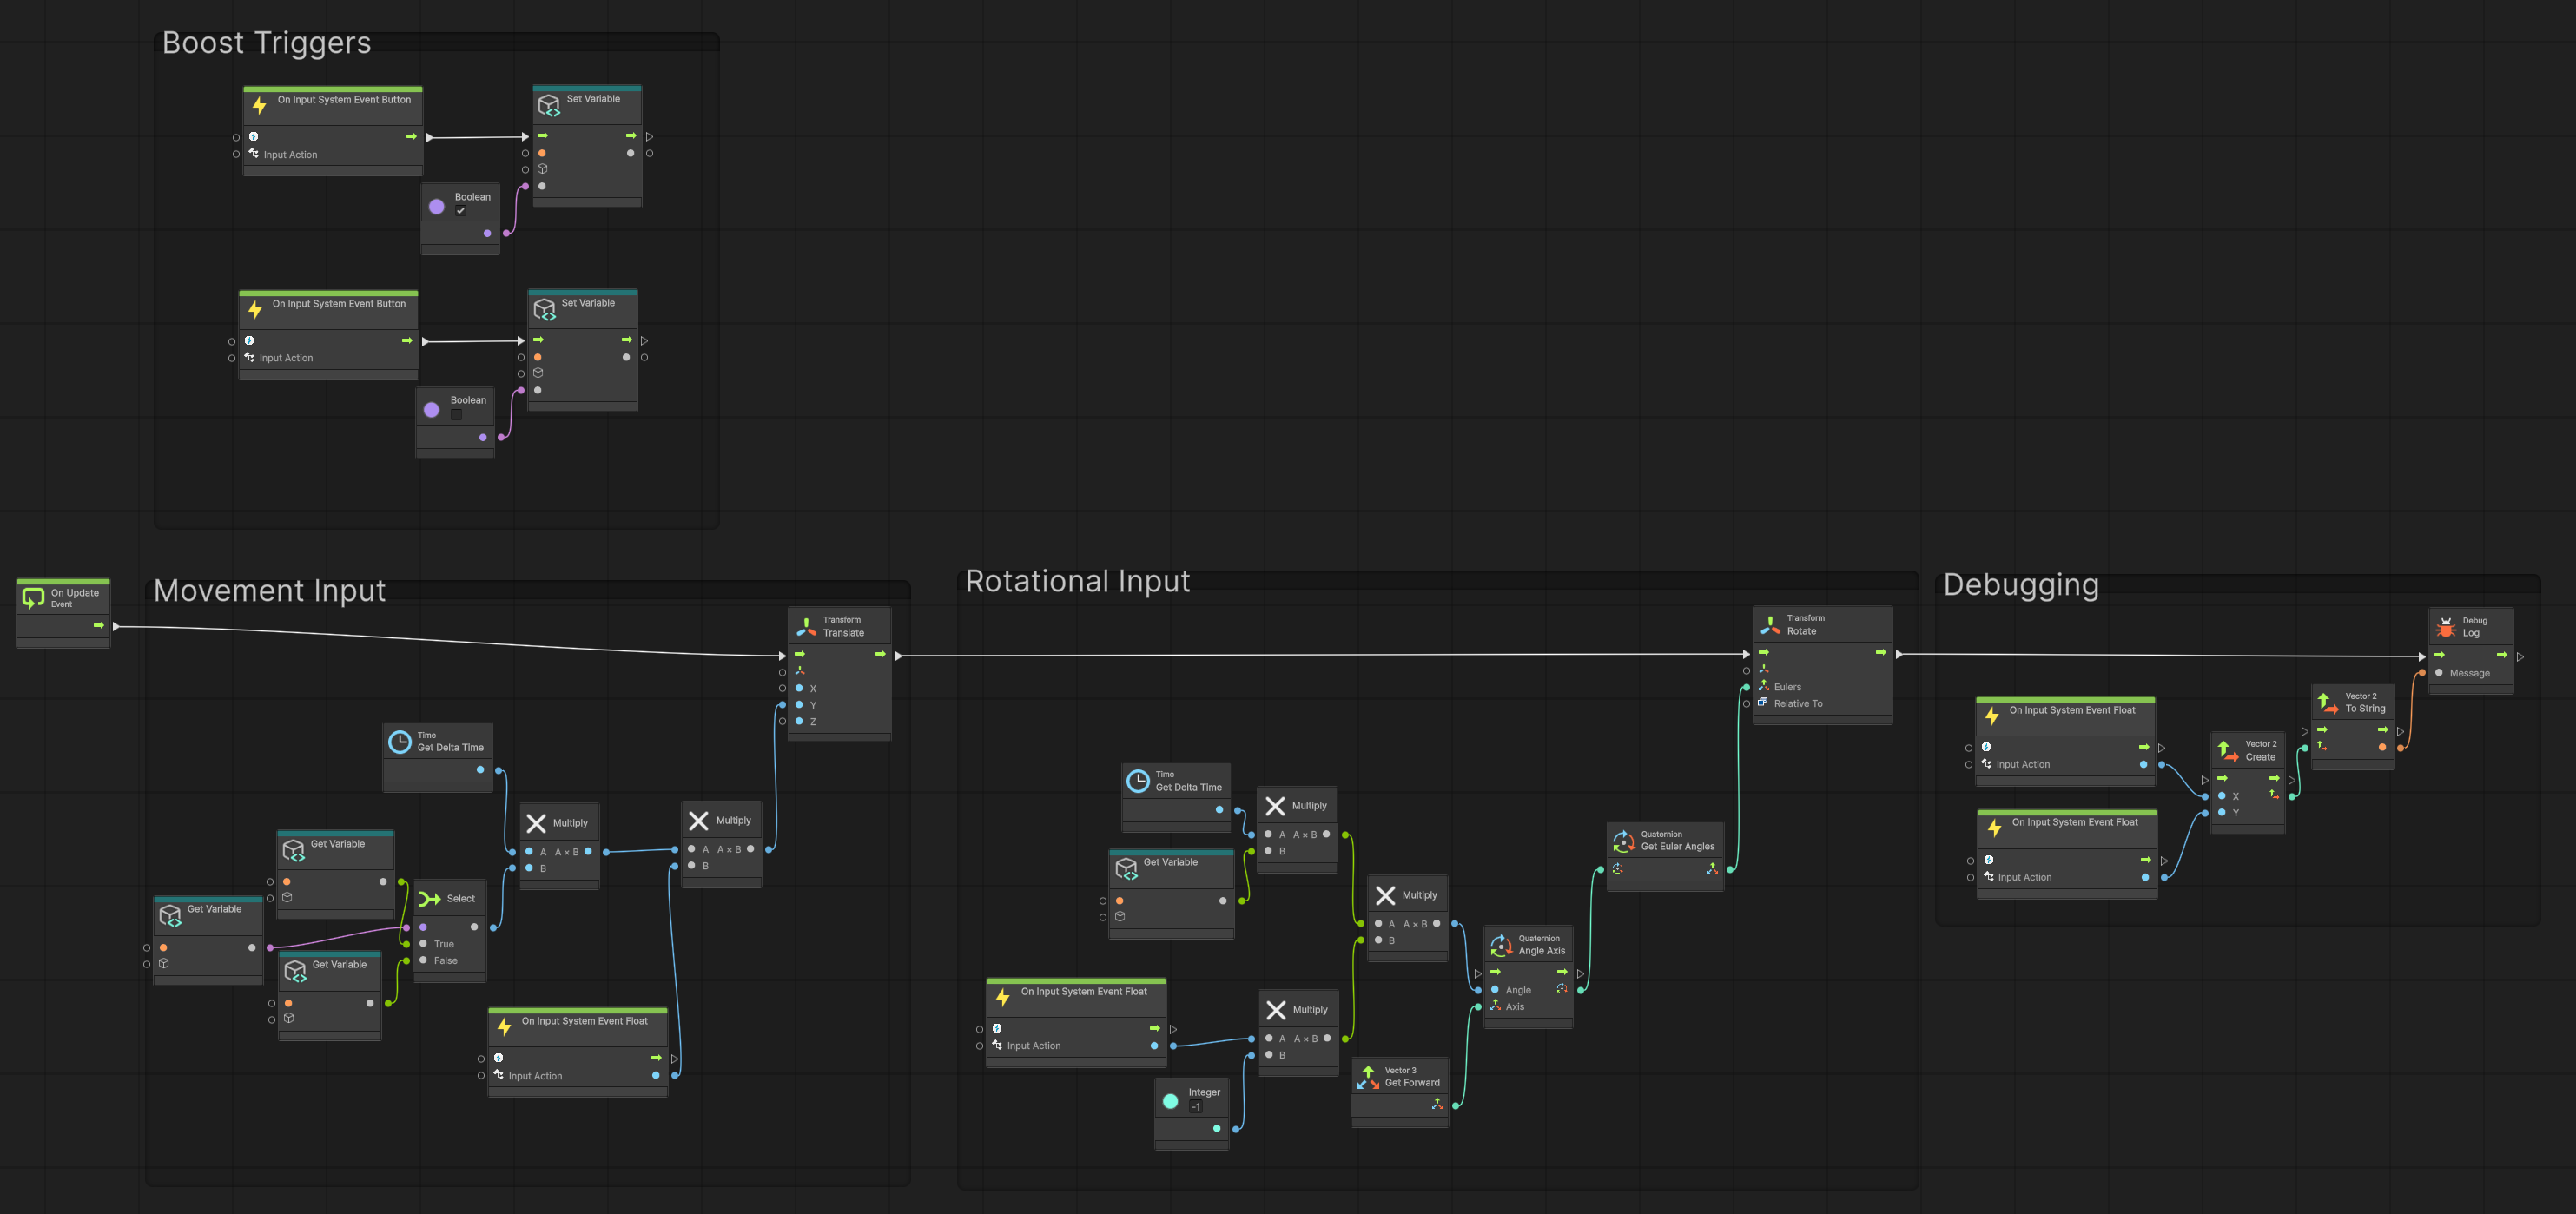 Boost Triggers
On Input System Event Button
Input Action
Set Variable
Boolean
On Input System Event Button
Input Action
Set Variable
Boolean
On Update
Event
Movement Input
Transform
Translate
X
Y
Z
Time
Get Delta Time
Multiply
A A × B
B
Multiply
A A × B
B
Get Variable
Get Variable
Get Variable
Select
True
False
On Input System Event Float
Input Action
Rotational Input
Transform
Rotate
Eulers
Relative To
Time
Get Delta Time
Multiply
A A × B
B
Get Variable
Multiply
A A × B
B
Quaternion
Get Euler Angles
Quaternion
Angle Axis
Angle
Axis
On Input System Event Float
Input Action
Multiply
A A × B
B
Integer
-1
Vector 3
Get Forward
Debugging
Debug
Log
Message
On Input System Event Float
Input Action
Vector 2
To String
Vector 2
Create
X
Y
On Input System Event Float
Input Action